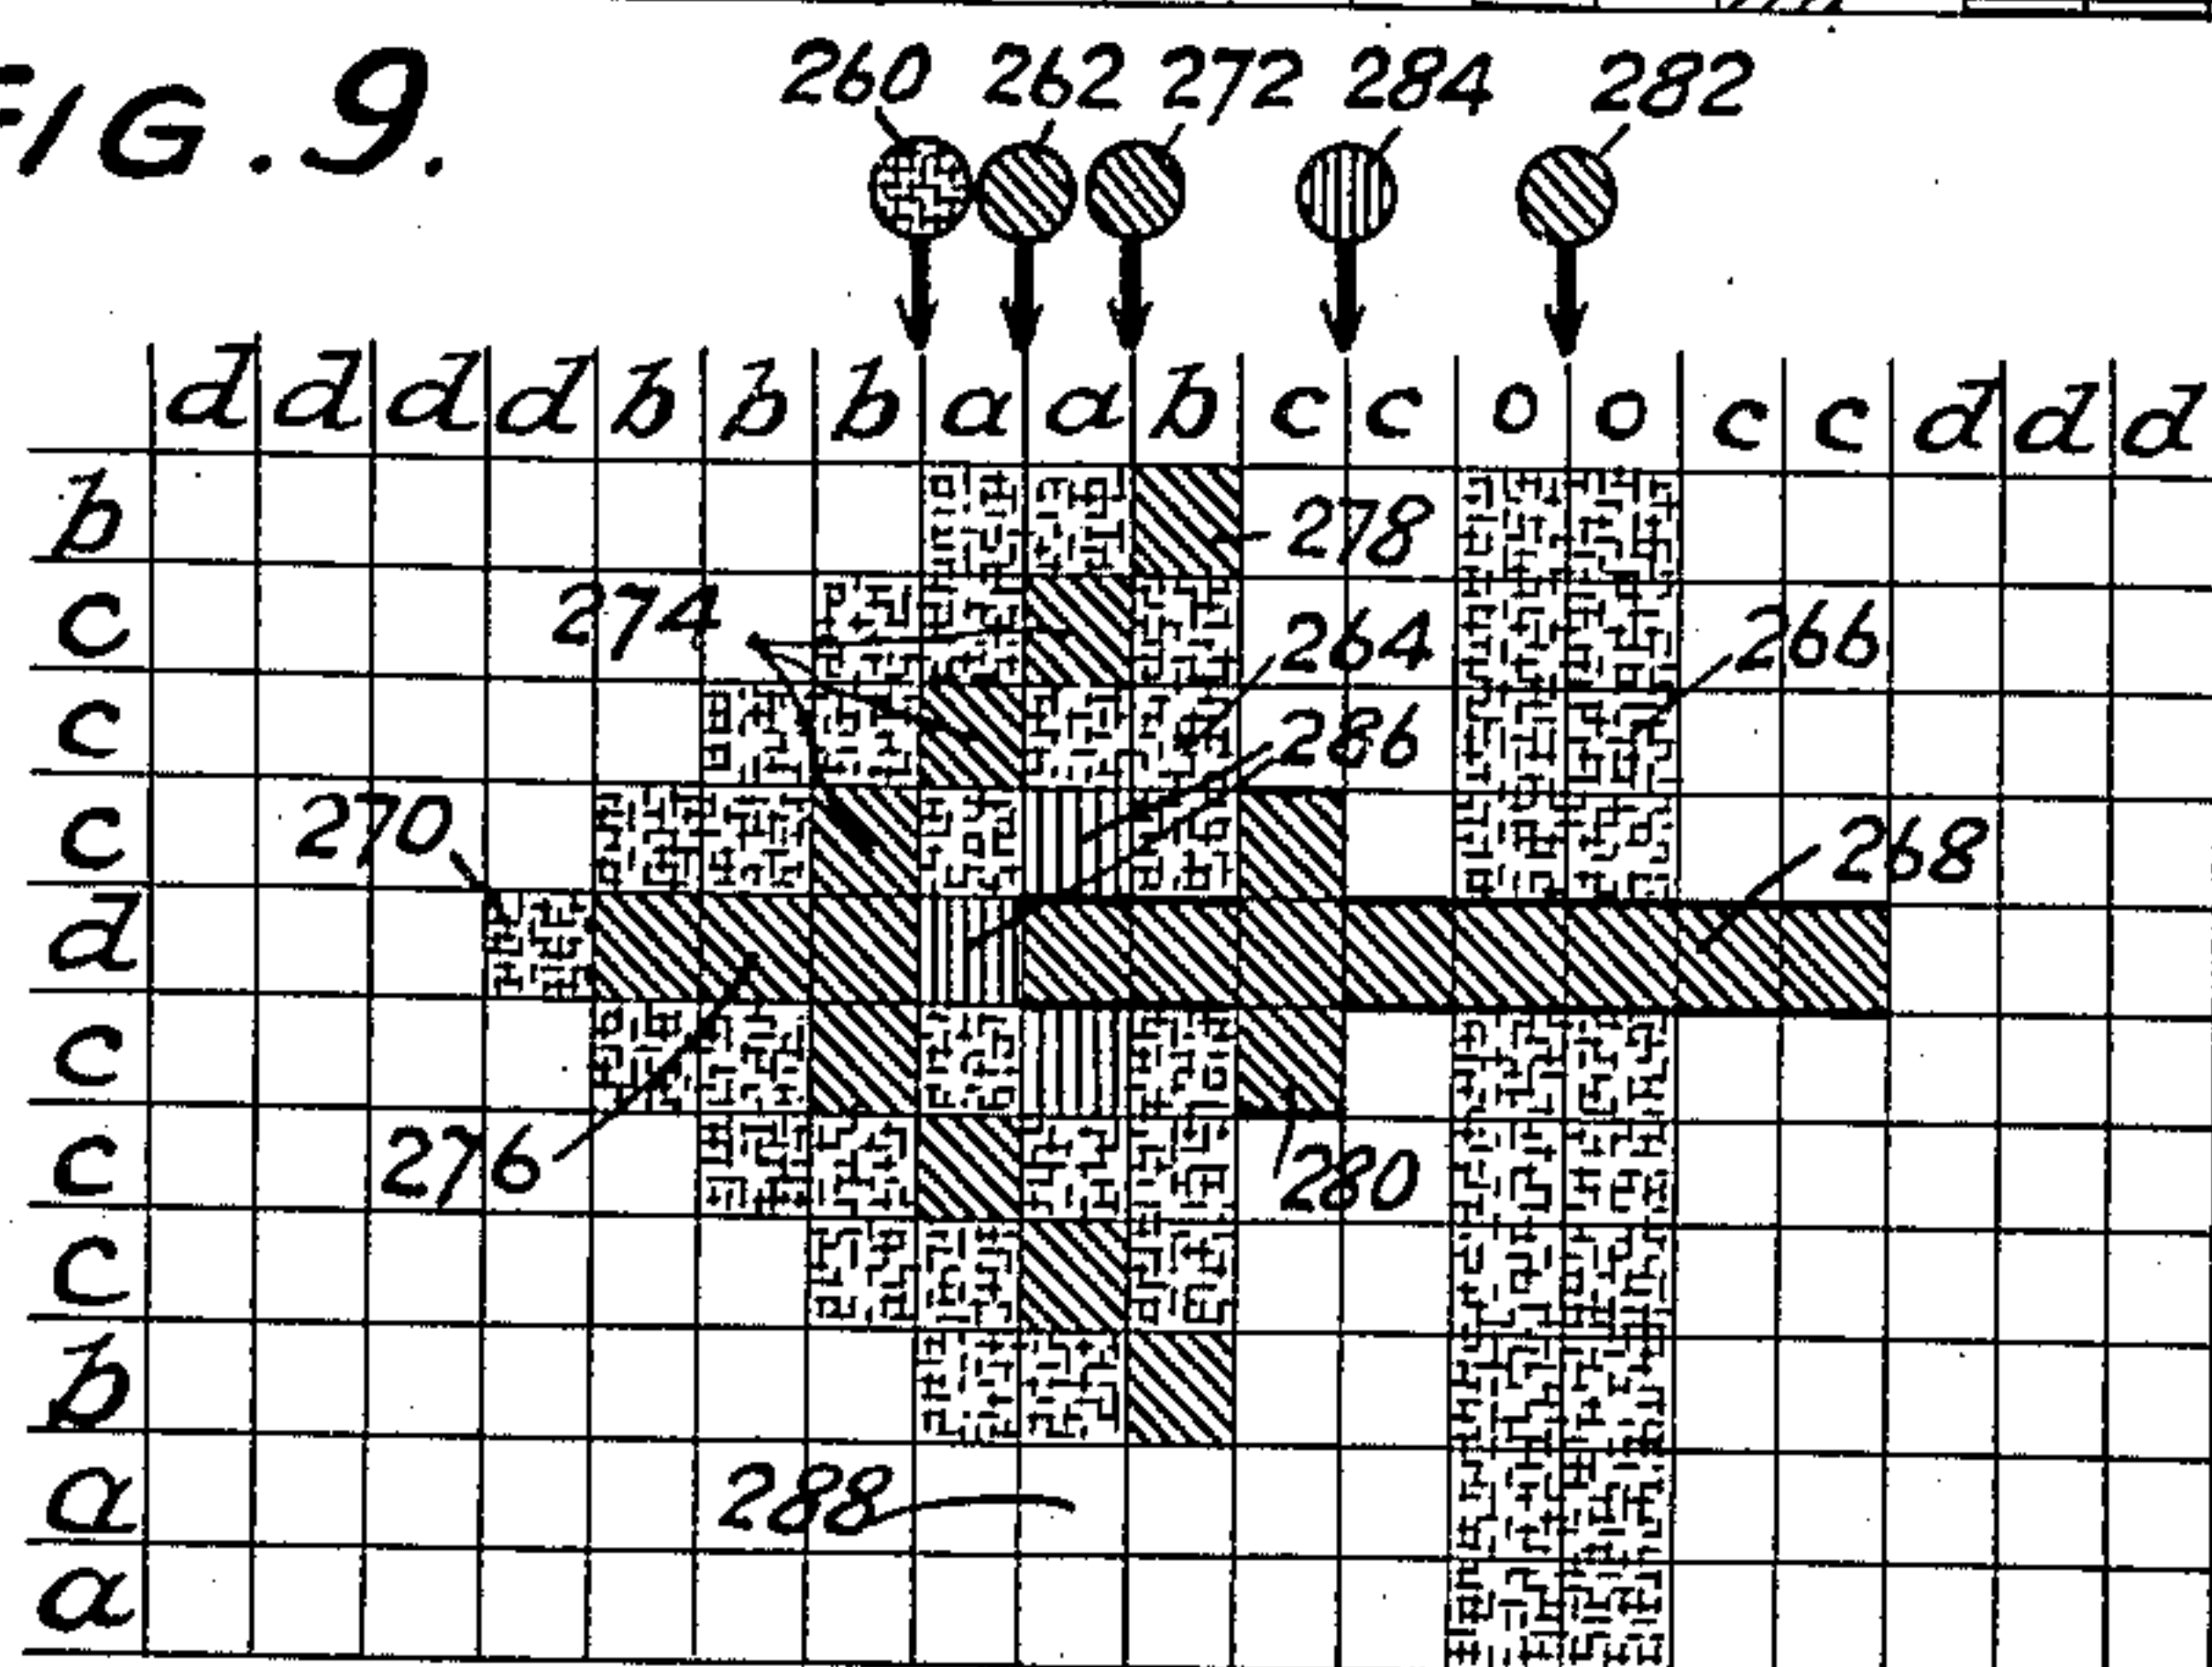 FIG. 9.
260 262 272 284 282
d d d d b b b a a b c c o o c c d d d
b 278
c 274 264 266
c 286
c 270 268
d
c
c 276 280
c
b
a 288
a